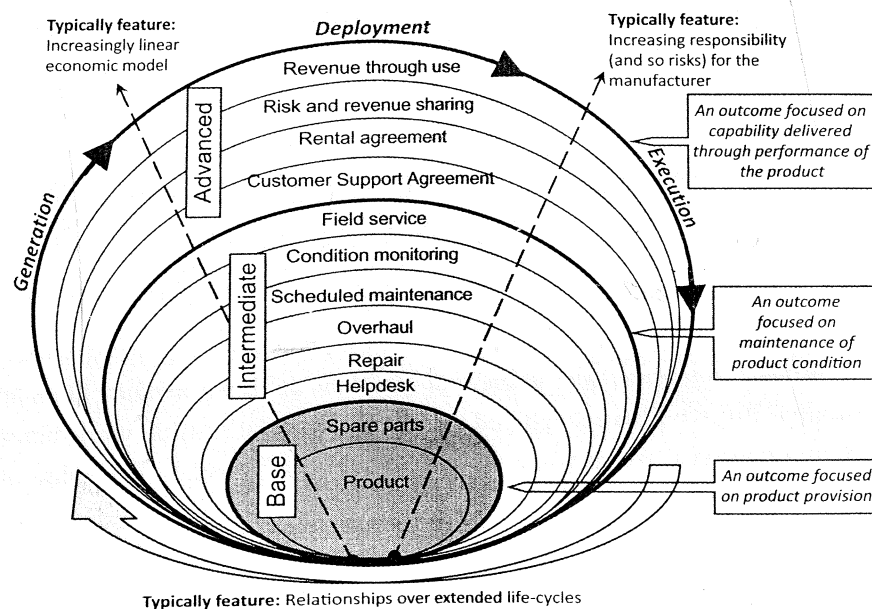 Typically feature:
Increasingly linear
economic model
Deployment
Typically feature:
Increasing responsibility
(and so risks) for the
manufacturer
Generation
Execution
Advanced
Revenue through use
Risk and revenue sharing
Rental agreement
Customer Support Agreement
An outcome focused on
capability delivered
through performance of
the product
Intermediate
Field service
Condition monitoring
Scheduled maintenance
Overhaul
Repair
Helpdesk
An outcome
focused on
maintenance of
product condition
Base
Spare parts
Product
An outcome focused
on product provision
Typically feature: Relationships over extended life-cycles